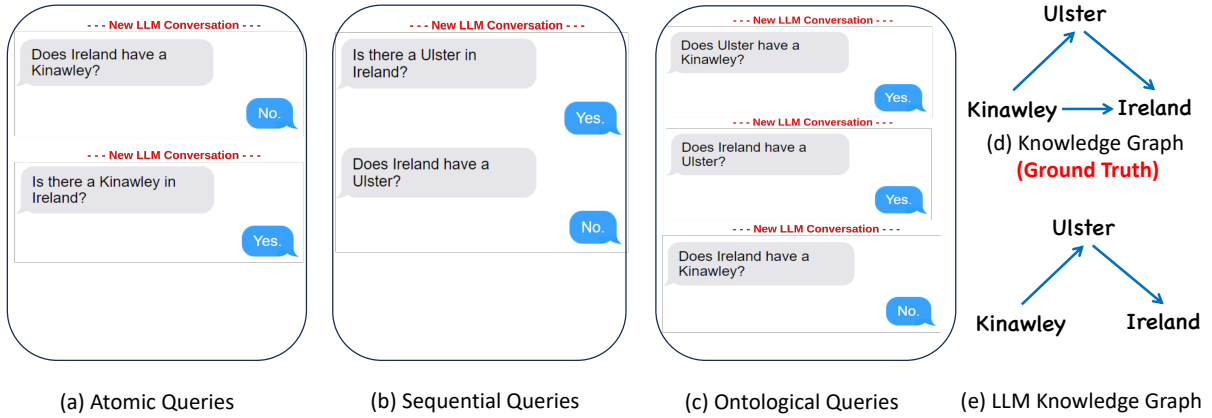 - - - New LLM Conversation - - -
Does Ireland have a
Kinawley?
No.
- - - New LLM Conversation - - -
Is there a Kinawley in
Ireland?
Yes.
(a) Atomic Queries
- - - New LLM Conversation - - -
Is there a Ulster in
Ireland?
Yes.
Does Ireland have a
Ulster?
No.
(b) Sequential Queries
- - - New LLM Conversation - - -
Does Ulster have a
Kinawley?
Yes.
- - - New LLM Conversation - - -
Does Ireland have a
Ulster?
Yes.
- - - New LLM Conversation - - -
Does Ireland have a
Kinawley?
No.
(c) Ontological Queries
Ulster
Kinawley
Ireland
(d) Knowledge Graph
(Ground Truth)
Ulster
Kinawley
Ireland
(e) LLM Knowledge Graph